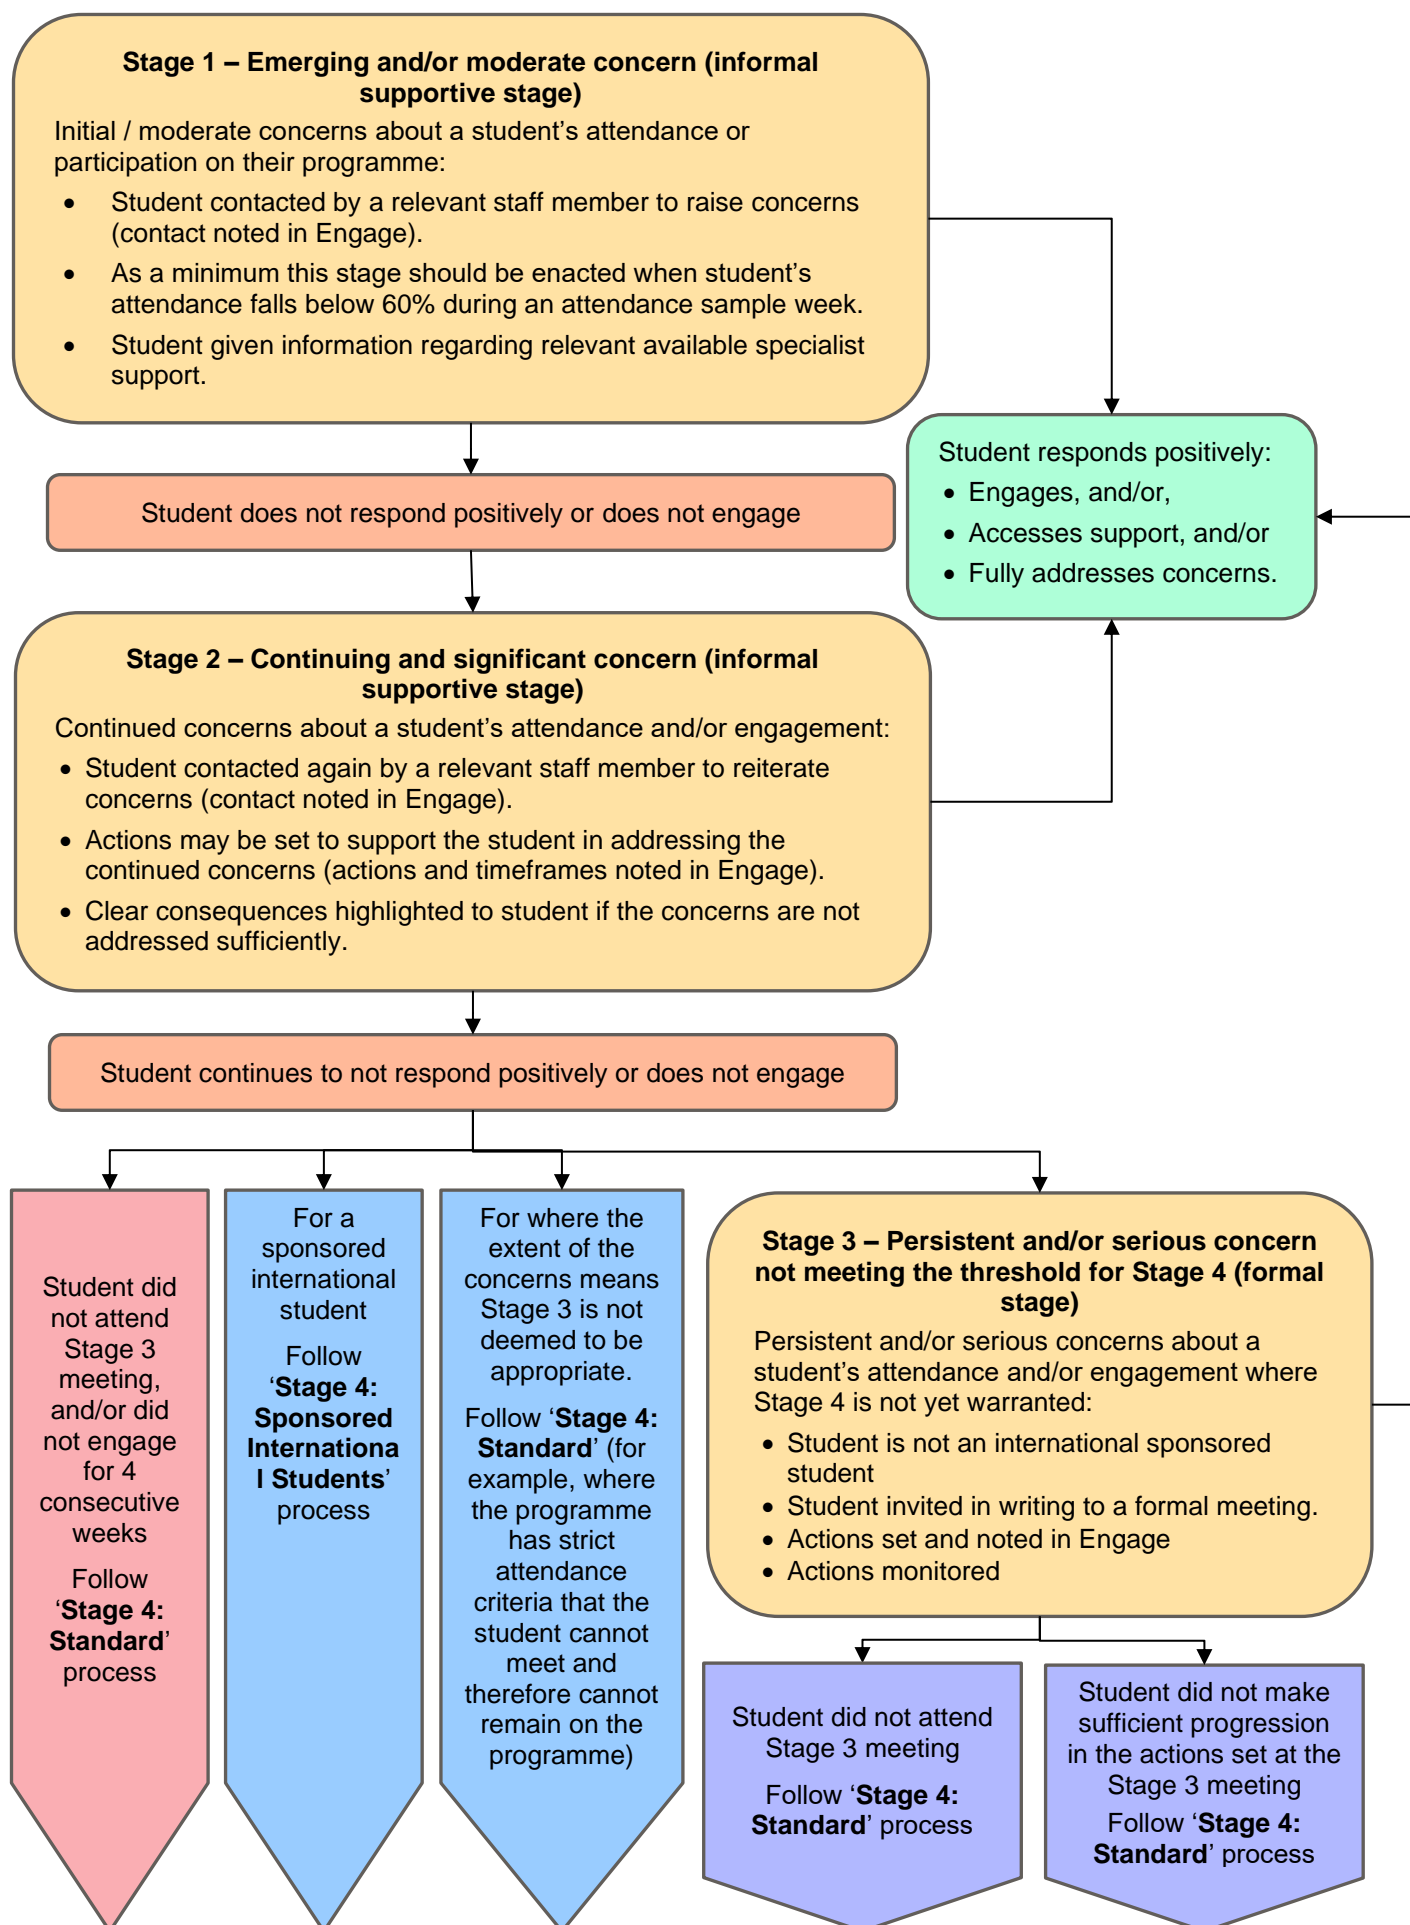 Stage 1 – Emerging and/or moderate concern (informal
supportive stage)
Initial / moderate concerns about a student’s attendance or
participation on their programme:
• Student contacted by a relevant staff member to raise concerns
(contact noted in Engage).
• As a minimum this stage should be enacted when student’s
attendance falls below 60% during an attendance sample week.
• Student given information regarding relevant available specialist
support.
Student responds positively:
• Engages, and/or,
• Accesses support, and/or
• Fully addresses concerns.
Student does not respond positively or does not engage
Stage 2 – Continuing and significant concern (informal
supportive stage)
Continued concerns about a student’s attendance and/or engagement:
• Student contacted again by a relevant staff member to reiterate
concerns (contact noted in Engage).
• Actions may be set to support the student in addressing the
continued concerns (actions and timeframes noted in Engage).
• Clear consequences highlighted to student if the concerns are not
addressed sufficiently.
Student continues to not respond positively or does not engage
Student did
not attend
Stage 3
meeting,
and/or did
not engage
for 4
consecutive
weeks
Follow
‘Stage 4:
Standard’
process
For a
sponsored
international
student
Follow
‘Stage 4:
Sponsored
Internationa
l Students’
process
For where the
extent of the
concerns means
Stage 3 is not
deemed to be
appropriate.
Follow ‘Stage 4:
Standard’ (for
example, where
the programme
has strict
attendance
criteria that the
student cannot
meet and
therefore cannot
remain on the
programme)
Stage 3 – Persistent and/or serious concern
not meeting the threshold for Stage 4 (formal
stage)
Persistent and/or serious concerns about a
student’s attendance and/or engagement where
Stage 4 is not yet warranted:
• Student is not an international sponsored
student
• Student invited in writing to a formal meeting.
• Actions set and noted in Engage
• Actions monitored
Student did not attend
Stage 3 meeting
Follow ‘Stage 4:
Standard’ process
Student did not make
sufficient progression
in the actions set at the
Stage 3 meeting
Follow ‘Stage 4:
Standard’ process